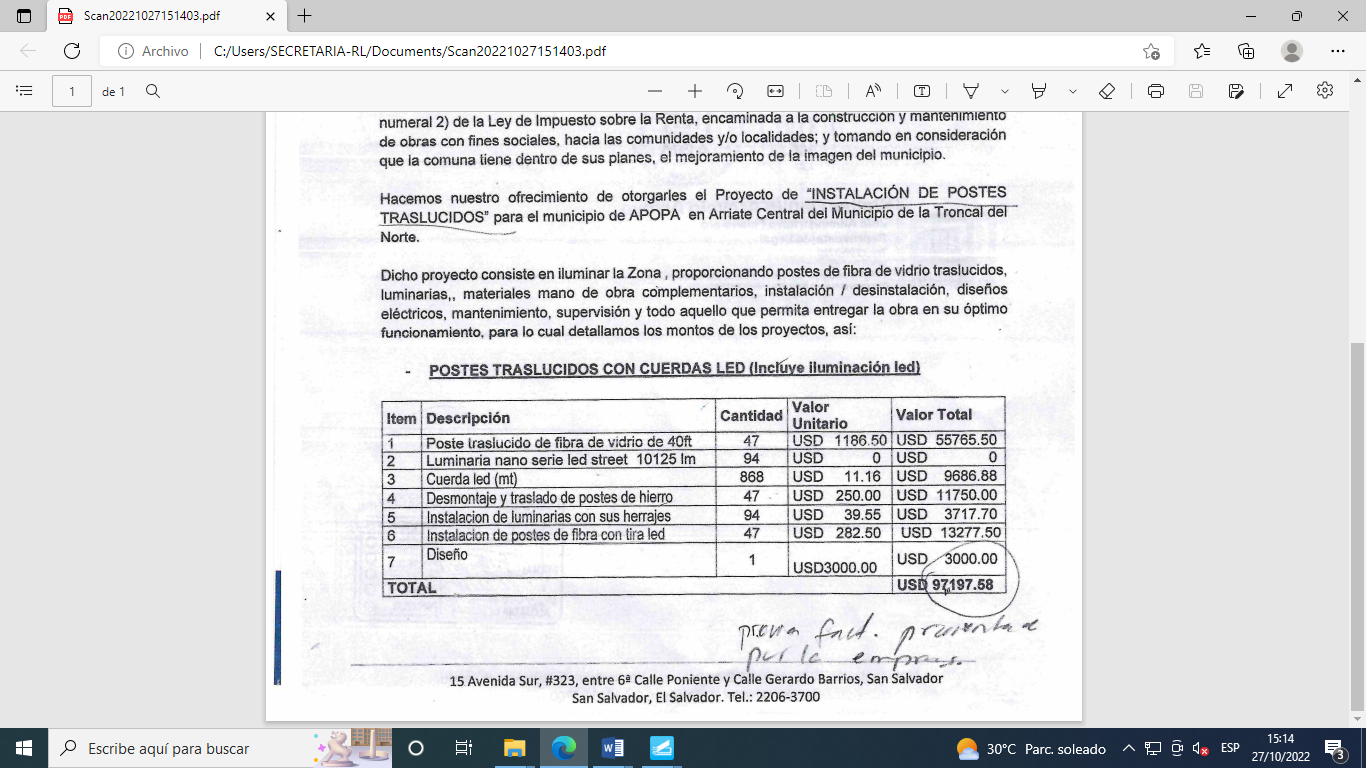 Scan20221027151403.pdf
Archivo
C:/Users/SECRETARIA-RL/Documents/Scan20221027151403.pdf
1 de 1
numeral 2) de la Ley de Impuesto sobre la Renta, encaminada a la construcción y mantenimiento
de obras con fines sociales, hacia las comunidades y/o localidades; y tomando en consideración
que la comuna tiene dentro de sus planes, el mejoramiento de la imagen del municipio.
Hacemos nuestro ofrecimiento de otorgarles el Proyecto de "INSTALACIÓN DE POSTES
TRASLUCIDOS" para el municipio de APOPA en Arriate Central del Municipio de la Troncal del
Norte.
Dicho proyecto consiste en iluminar la Zona , proporcionando postes de fibra de vidrio traslucidos,
luminarias,, materiales mano de obra complementarios, instalación / desinstalación, diseños
eléctricos, mantenimiento, supervisión y todo aquello que permita entregar la obra en su óptimo
funcionamiento, para lo cual detallamos los montos de los proyectos, así:
- POSTES TRASLUCIDOS CON CUERDAS LED (Incluye iluminación led)
Item Descripción Cantidad Valor Unitario Valor Total
1 Poste traslucido de fibra de vidrio de 40ft 47 USD 1186.50 USD 55765.50
2 Luminaria nano serie led street 10125 lm 94 USD 0 USD 0
3 Cuerda led (mt) 868 USD 11.16 USD 9686.88
4 Desmontaje y traslado de postes de hierro 47 USD 250.00 USD 11750.00
5 Instalacion de luminarias con sus herrajes 94 USD 39.55 USD 3717.70
6 Instalacion de postes de fibra con tira led 47 USD 282.50 USD 13277.50
7 Diseño 1 USD3000.00 USD 3000.00
TOTAL USD 97197.58
fact.
por la empresa.
15 Avenida Sur, #323, entre 6ª Calle Poniente y Calle Gerardo Barrios, San Salvador
San Salvador, El Salvador. Tel.: 2206-3700
Escribe aquí para buscar
30°C Parc. soleado
ESP
15:14
27/10/2022
3